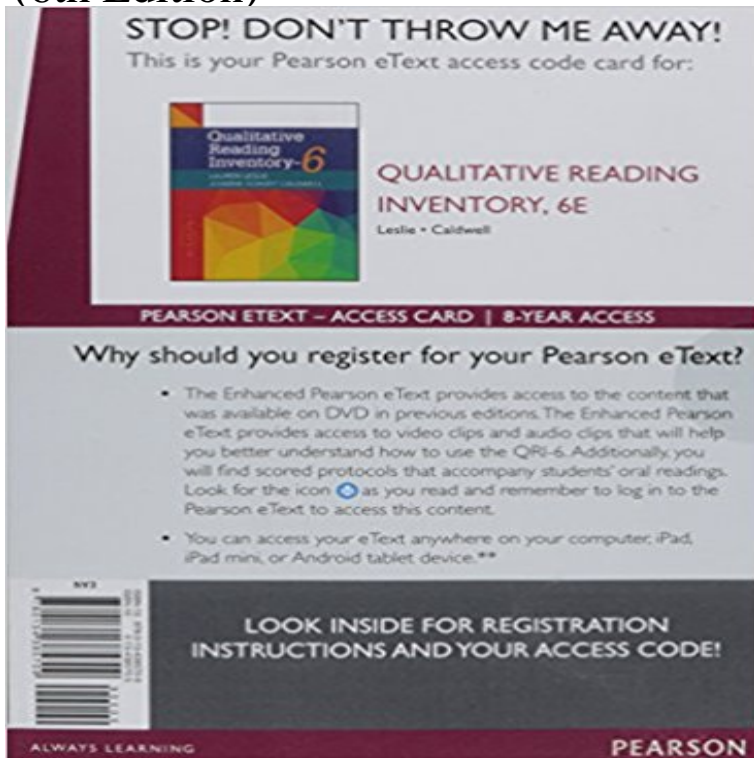 (6th Edition)
STOP! DON'T THROW ME AWAY!
This is your Pearson eText access code card for:
Qualitative
Reading
Inventory-6
QUALITATIVE READING
INVENTORY, 6E
Leslie • Caldwell
PEARSON ETEXT – ACCESS CARD | 8-YEAR ACCESS
Why should you register for your Pearson eText?
• The Enhanced Pearson eText provides access to the content that
was available on DVD in previous editions. The Enhanced Pearson
eText provides access to video clips and audio clips that will help
you better understand how to use the QRI-6. Additionally, you
will find scored protocols that accompany students' oral readings.
Look for the icon as you read and remember to log in to the
Pearson eText to access this content.
• You can access your eText anywhere on your computer, iPad,
iPad mini, or Android tablet device.**
EAN
LOOK INSIDE FOR REGISTRATION
INSTRUCTIONS AND YOUR ACCESS CODE!
ALWAYS LEARNING
PEARSON